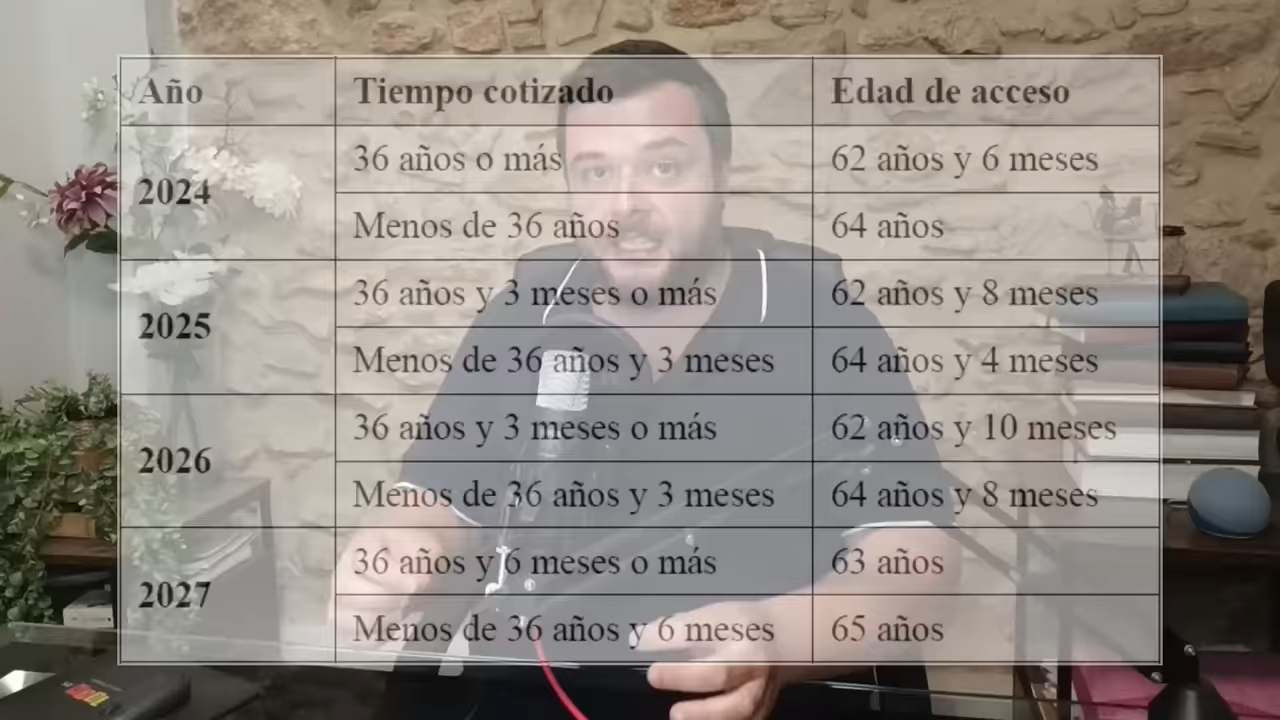 Año Tiempo cotizado Edad de acceso
2024 36 años o más 62 años y 6 meses
Menos de 36 años 64 años
2025 36 años y 3 meses o más 62 años y 8 meses
Menos de 36 años y 3 meses 64 años y 4 meses
2026 36 años y 3 meses o más 62 años y 10 meses
Menos de 36 años y 3 meses 64 años y 8 meses
2027 36 años y 6 meses o más 63 años
Menos de 36 años y 6 meses 65 años